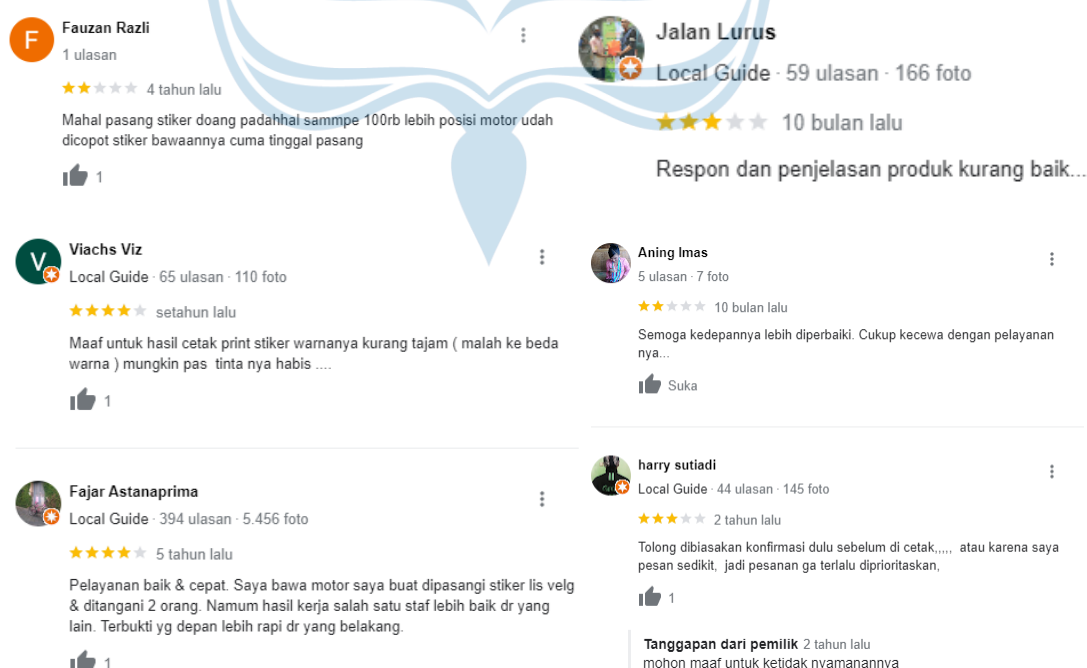 F
Fauzan Razli
1 ulasan
4 tahun lalu
Mahal pasang stiker doang padahhal sammpe 100rb lebih posisi motor udah
dicopot stiker bawaannya cuma tinggal pasang
1
Jalan Lurus
Local Guide · 59 ulasan · 166 foto
10 bulan lalu
Respon dan penjelasan produk kurang baik...
V
Viachs Viz
Local Guide · 65 ulasan · 110 foto
setahun lalu
Maaf untuk hasil cetak print stiker warnanya kurang tajam ( malah ke beda
warna ) mungkin pas tinta nya habis ....
1
Aning Imas
5 ulasan · 7 foto
10 bulan lalu
Semoga kedepannya lebih diperbaiki. Cukup kecewa dengan pelayanan
nya...
Suka
Fajar Astanaprima
Local Guide · 394 ulasan · 5.456 foto
5 tahun lalu
Pelayanan baik & cepat. Saya bawa motor saya buat dipasangi stiker lis velg
& ditangani 2 orang. Namum hasil kerja salah satu staf lebih baik dr yang
lain. Terbukti yg depan lebih rapi dr yang belakang.
1
harry sutiadi
Local Guide · 44 ulasan · 145 foto
2 tahun lalu
Tolong dibiasakan konfirmasi dulu sebelum di cetak,,,,, atau karena saya
pesan sedikit, jadi pesanan ga terlalu diprioritaskan,
1
Tanggapan dari pemilik 2 tahun lalu
mohon maaf untuk ketidak nyamanannya